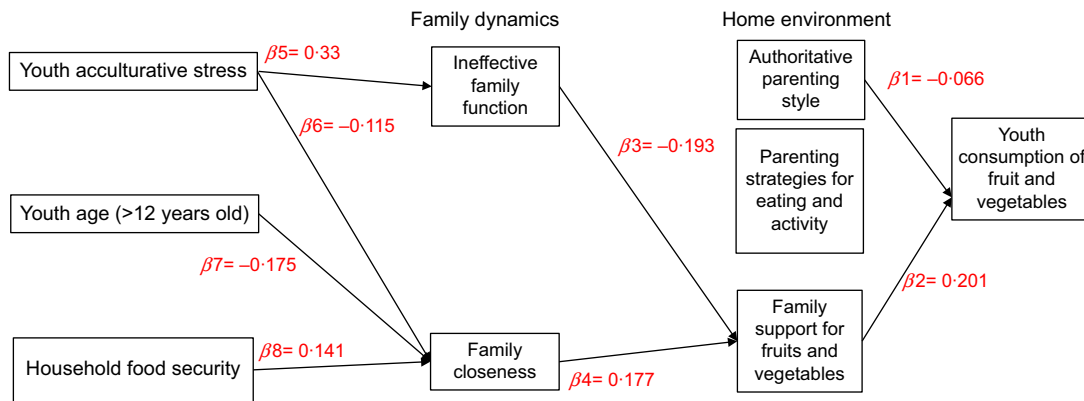 Family dynamics
Home environment
β5= 0·33
Youth acculturative stress
Ineffective
family
function
Authoritative
parenting
style
β1= –0·066
β6= –0·115
β3= –0·193
Youth
consumption of
fruit and
vegetables
Parenting
strategies for
eating and
activity
Youth age (>12 years old)
β7= –0·175
β2= 0·201
Household food security
β8= 0·141
Family
closeness
β4= 0·177
Family
support for
fruits and
vegetables